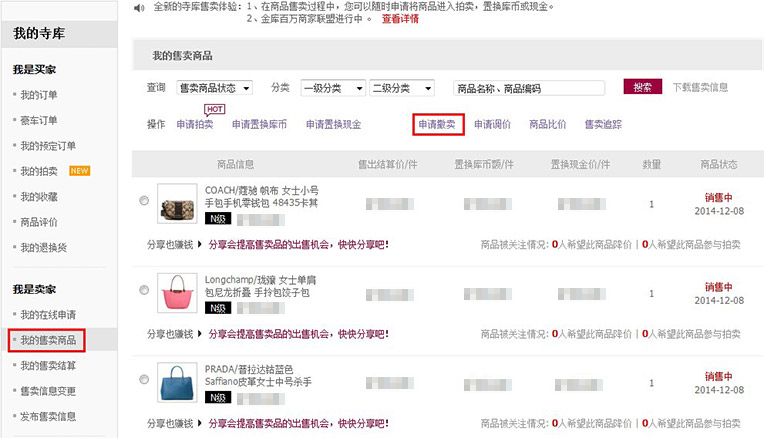 全新的寺库售卖体验：1、在商品售卖过程中，您可以随时申请将商品进入拍卖，置换库币或现金。
2、金库百万商家联盟进行中 。 查看详情
我的寺库
我是买家
我的订单
豪车订单
我的预定订单
我的拍卖 NEW
我的收藏
商品评价
我的退换货
我是卖家
我的在线申请
我的售卖商品
我的售卖结算
售卖信息变更
发布售卖信息
我的售卖商品
查询 售卖商品状态 分类 一级分类 二级分类 商品名称、商品编码 搜索 下载售卖信息
HOT
操作 申请拍卖 申请置换库币 申请置换现金 申请撤卖 申请调价 商品比价 售卖追踪
商品信息 售出结算价/件 置换库币额/件 置换现金价/件 数量 商品状态
COACH/蔻驰 帆布 女士小号
手包手机零钱包 48435卡其
N级
1
销售中
2014-12-08
分享也赚钱 分享会提高售卖品的出售机会，快快分享吧！ 商品被关注情况: 0人希望此商品降价 | 0人希望此商品参与拍卖
Longchamp/珑骧 女士单肩
包尼龙折叠 手拎包饺子包
N级
1
销售中
2014-12-08
分享也赚钱 分享会提高售卖品的出售机会，快快分享吧！ 商品被关注情况: 0人希望此商品降价 | 0人希望此商品参与拍卖
PRADA/普拉达钴蓝色
Saffiano皮革女士中号杀手
N级
1
销售中
2014-12-08
分享也赚钱 分享会提高售卖品的出售机会，快快分享吧！ 商品被关注情况: 0人希望此商品降价 | 0人希望此商品参与拍卖